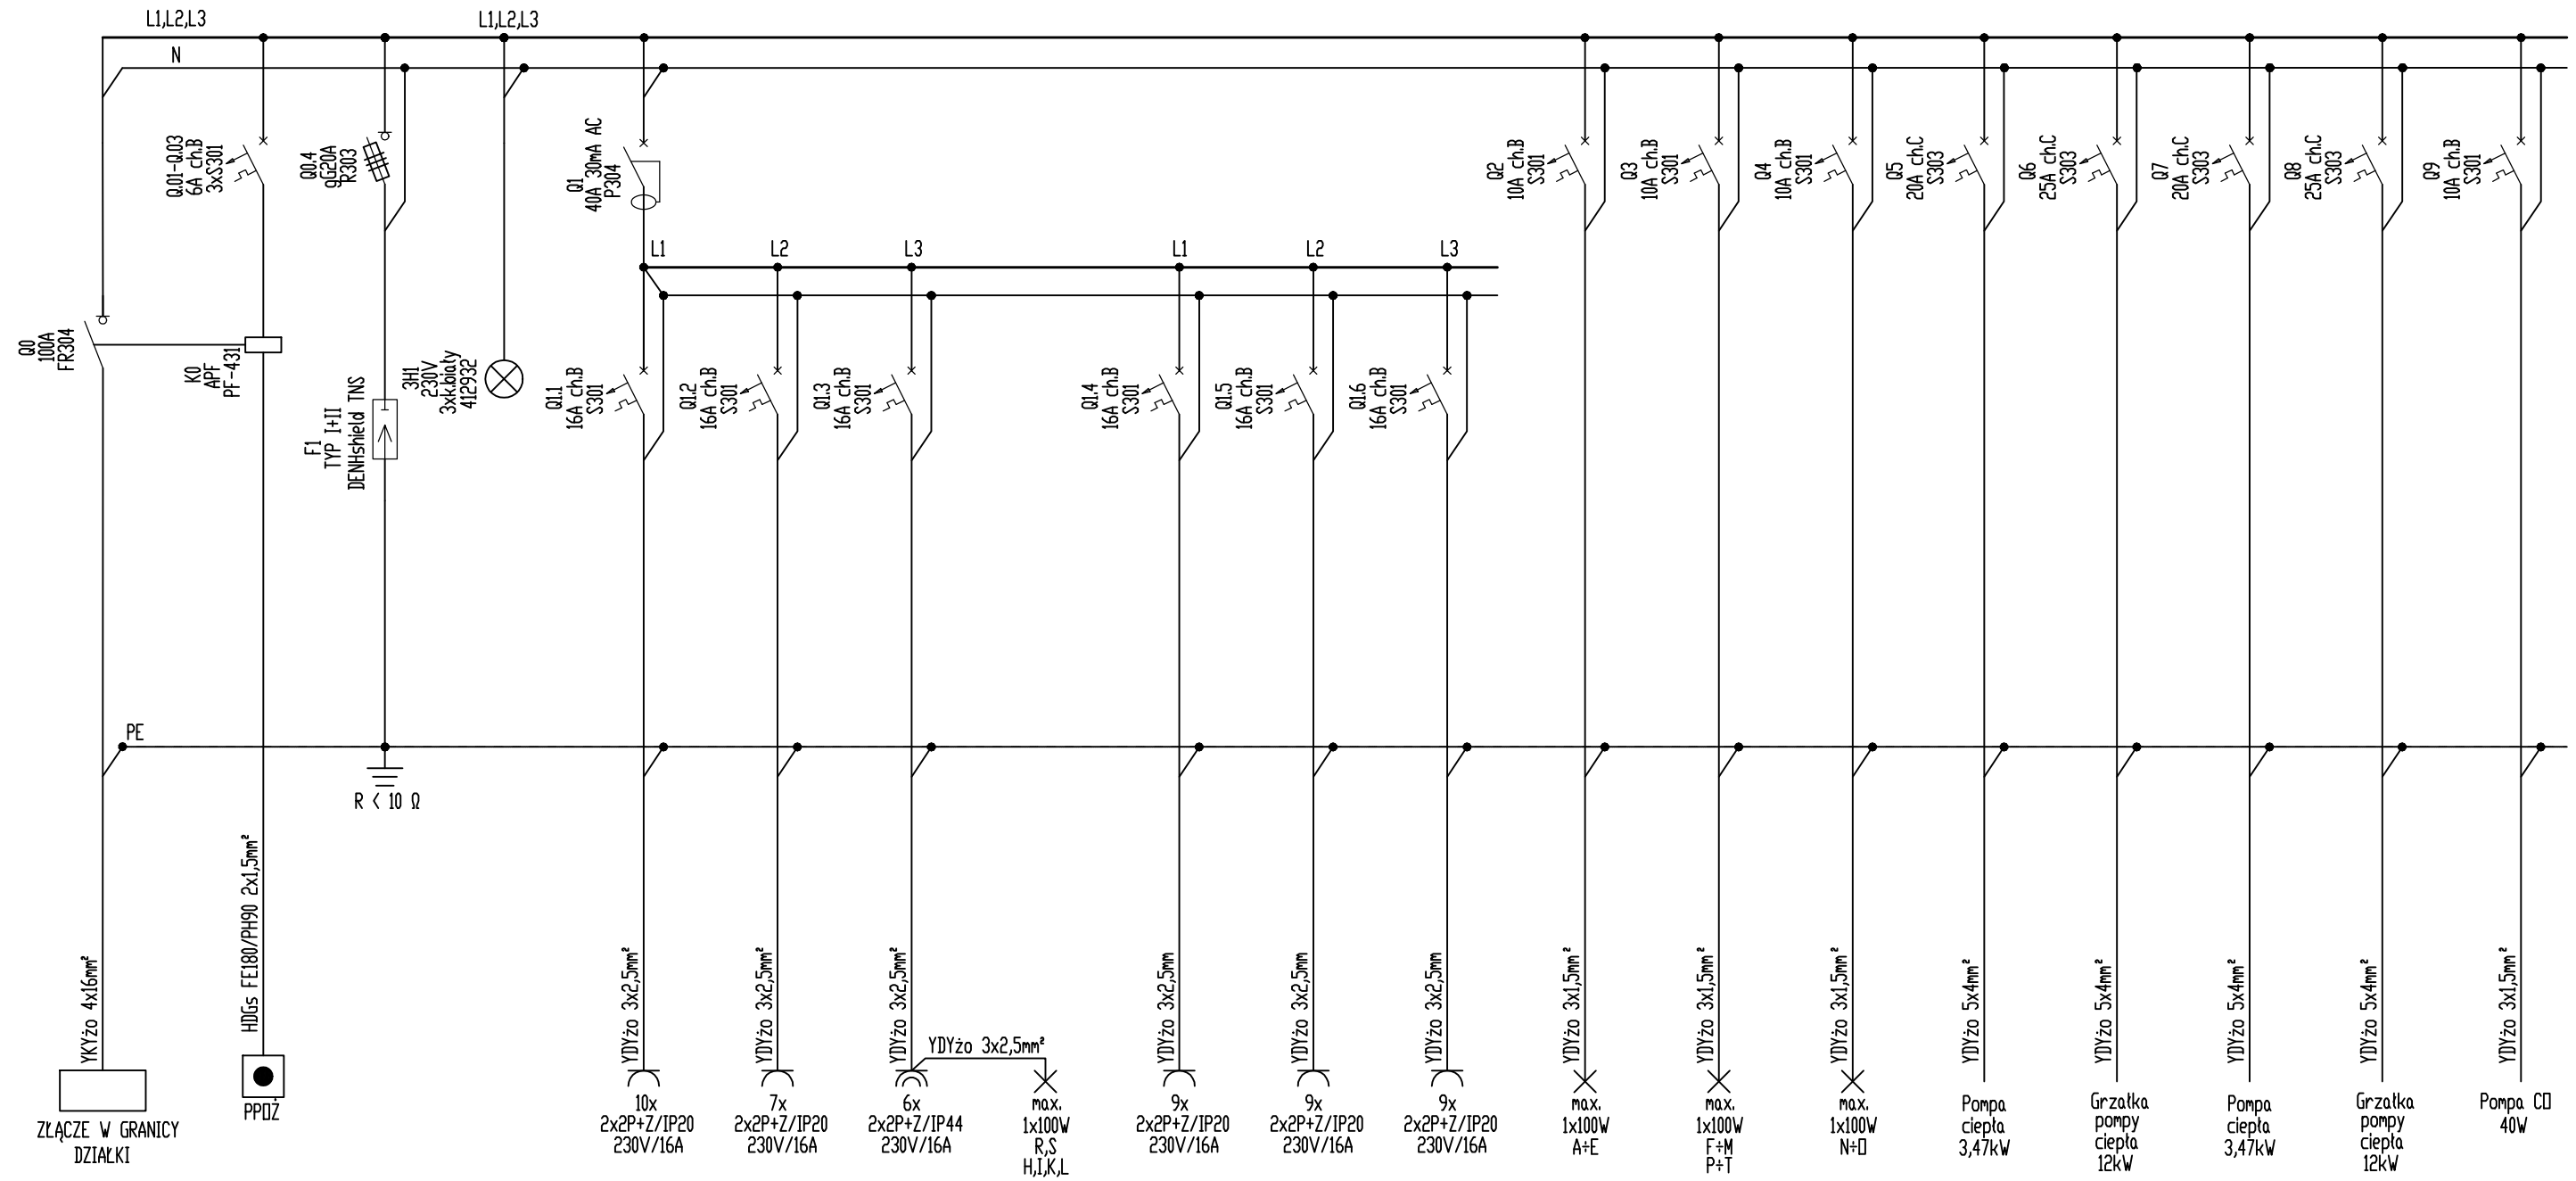 L1,L2,L3
L1,L2,L3
N
Q0
100A
FR304
Q.01-Q.03
6A ch.B
3xS301
K0
APF
PF-431
Q0.4
gG20A
R303
F1
TYP I+II
DENHshield TNS
3H1
230V
3xk.biały
412932
Q1
40A 30mA AC
P304
L1
L2
L3
L1
L2
L3
Q1.1
16A ch.B
S301
Q1.2
16A ch.B
S301
Q1.3
16A ch.B
S301
Q1.4
16A ch.B
S301
Q1.5
16A ch.B
S301
Q1.6
16A ch.B
S301
Q2
10A ch.B
S301
Q3
10A ch.B
S301
Q4
10A ch.B
S301
Q5
20A ch.C
S303
Q6
25A ch.C
S303
Q7
20A ch.C
S303
Q8
25A ch.C
S303
Q9
10A ch.B
S301
PE
R < 10 Ω
YKYżo 4x16mm²
HDGs FE180/PH90 2x1,5mm²
YDYżo 3x2,5mm²
YDYżo 3x2,5mm²
YDYżo 3x2,5mm²
YDYżo 3x2,5mm²
YDYżo 3x2,5mm
YDYżo 3x2,5mm
YDYżo 3x2,5mm
YDYżo 3x1,5mm²
YDYżo 3x1,5mm²
YDYżo 3x1,5mm²
YDYżo 5x4mm²
YDYżo 5x4mm²
YDYżo 5x4mm²
YDYżo 5x4mm²
YDYżo 3x1,5mm²
ZŁĄCZE W GRANICY
DZIAŁKI
PPOŻ
10x
2x2P+Z/IP20
230V/16A
7x
2x2P+Z/IP20
230V/16A
6x
2x2P+Z/IP44
230V/16A
max.
1x100W
R,S
H,I,K,L
9x
2x2P+Z/IP20
230V/16A
9x
2x2P+Z/IP20
230V/16A
9x
2x2P+Z/IP20
230V/16A
max.
1x100W
A÷E
max.
1x100W
F÷M
P÷T
max.
1x100W
N÷O
Pompa
ciepła
3,47kW
Grzałka
pompy
ciepła
12kW
Pompa
ciepła
3,47kW
Grzałka
pompy
ciepła
12kW
Pompa CO
40W